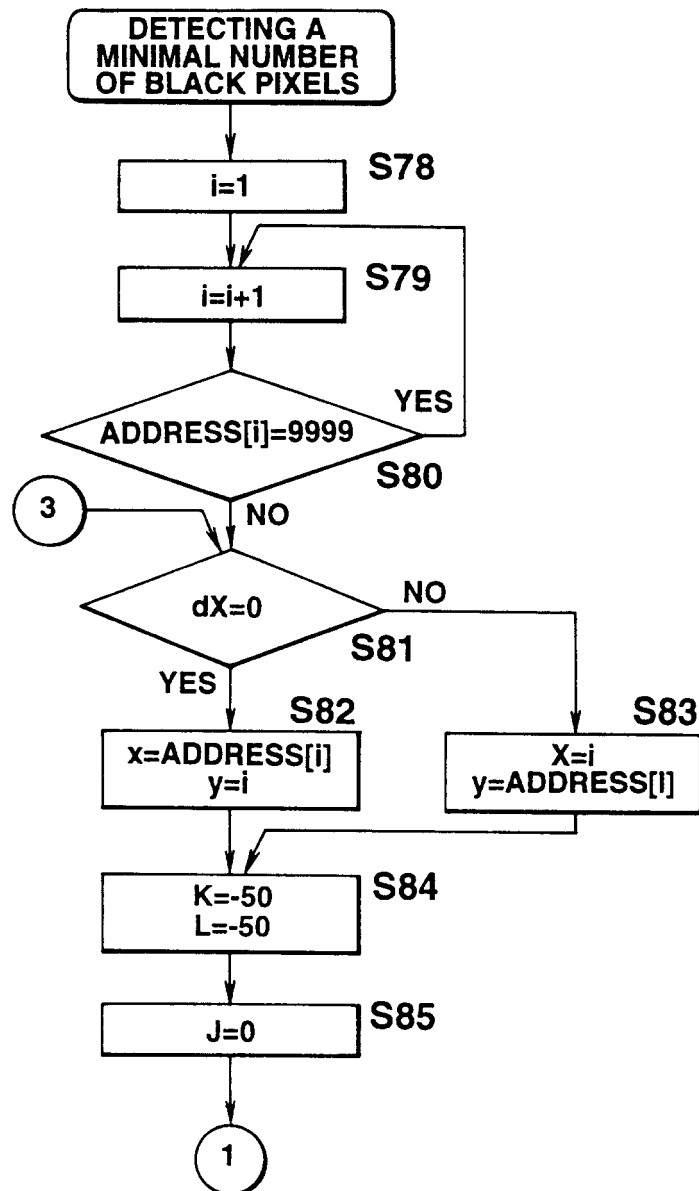 DETECTING A
MINIMAL NUMBER
OF BLACK PIXELS
S78
i=1
S79
i=i+1
YES
ADDRESS[i]=9999
S80
3
NO
dX=0
NO
S81
YES
S82
x=ADDRESS[i]
y=i
S83
X=i
y=ADDRESS[I]
K=-50
L=-50
S84
J=0
S85
1